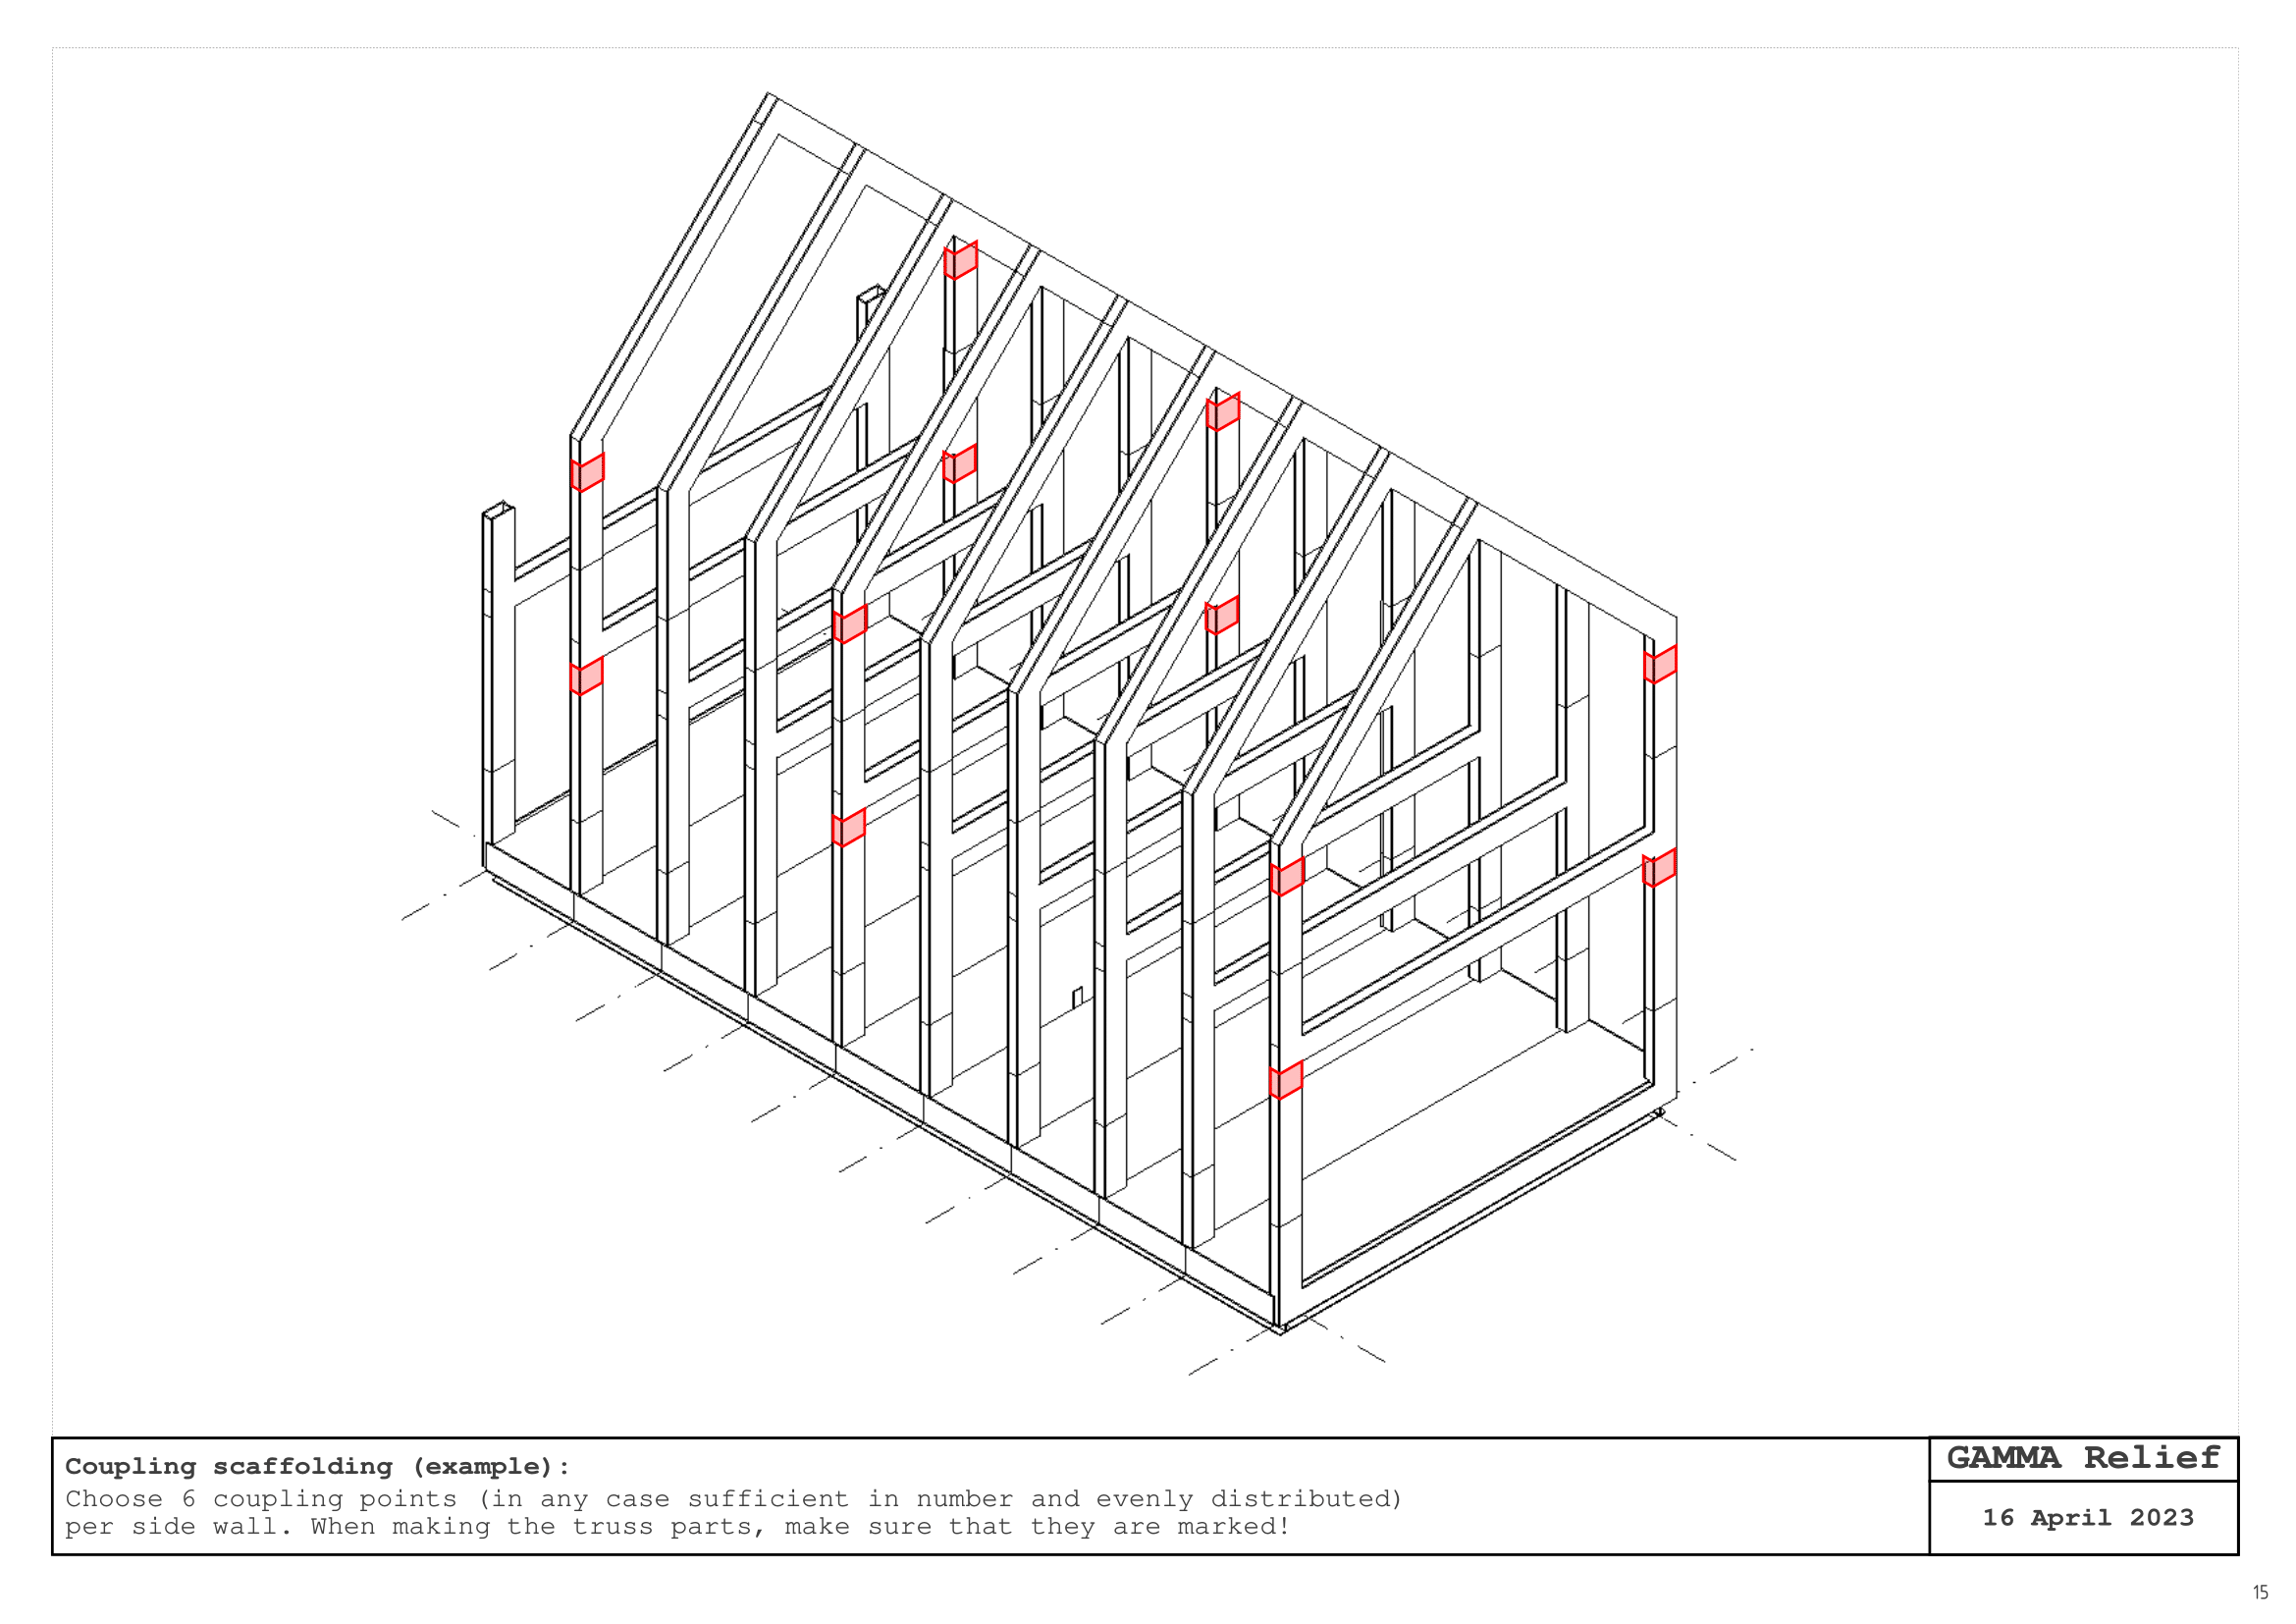 Coupling scaffolding (example):
Choose 6 coupling points (in any case sufficient in number and evenly distributed)
per side wall. When making the truss parts, make sure that they are marked!
GAMMA Relief
16 April 2023
15